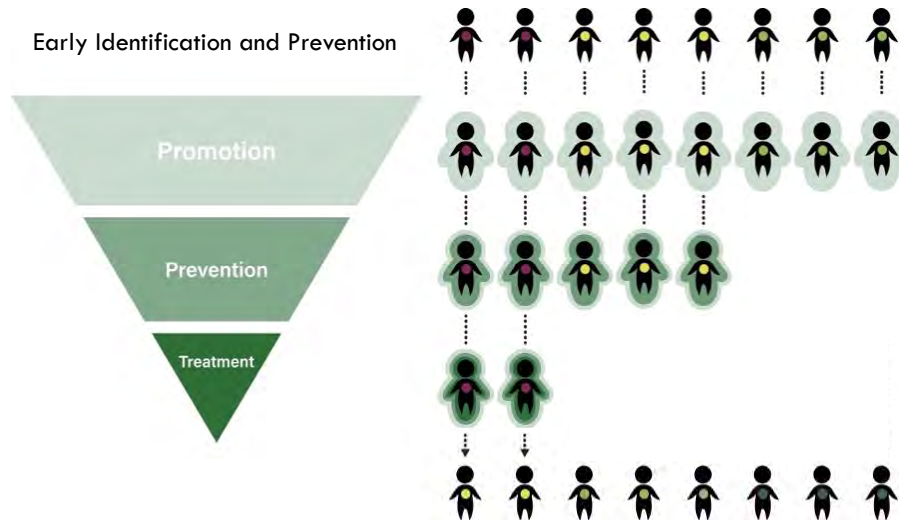 Early Identification and Prevention
Promotion
Prevention
Treatment